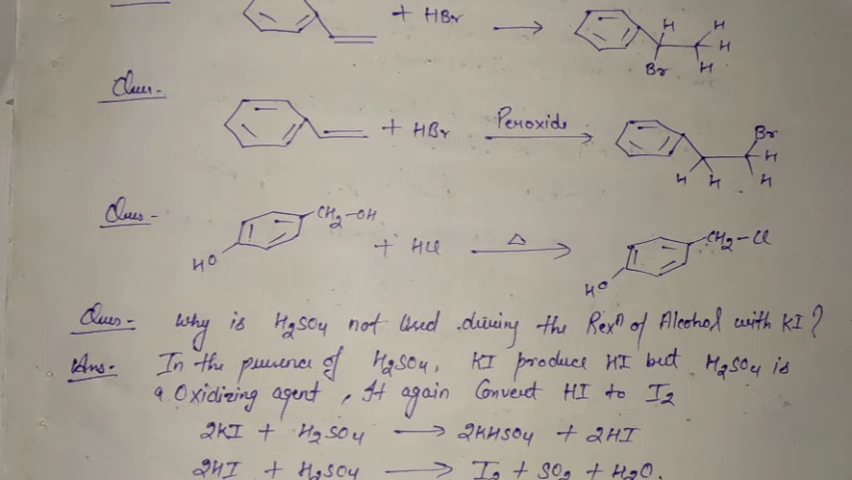 + HBr →
H H H H Br
Ques-
+ HBr Peroxide → Br H H H H
Ques-
CH2-OH HO + HCl Δ → CH2-Cl HO
Ques- Why is H2SO4 not Used during the Rexn of Alcohol with KI?
Ans- In the presence of H2SO4, KI produce HI but H2SO4 is
a Oxidizing agent, It again Convert HI to I2
2KI + H2SO4 → 2KHSO4 + 2HI
2HI + H2SO4 → I2 + SO2 + H2O.